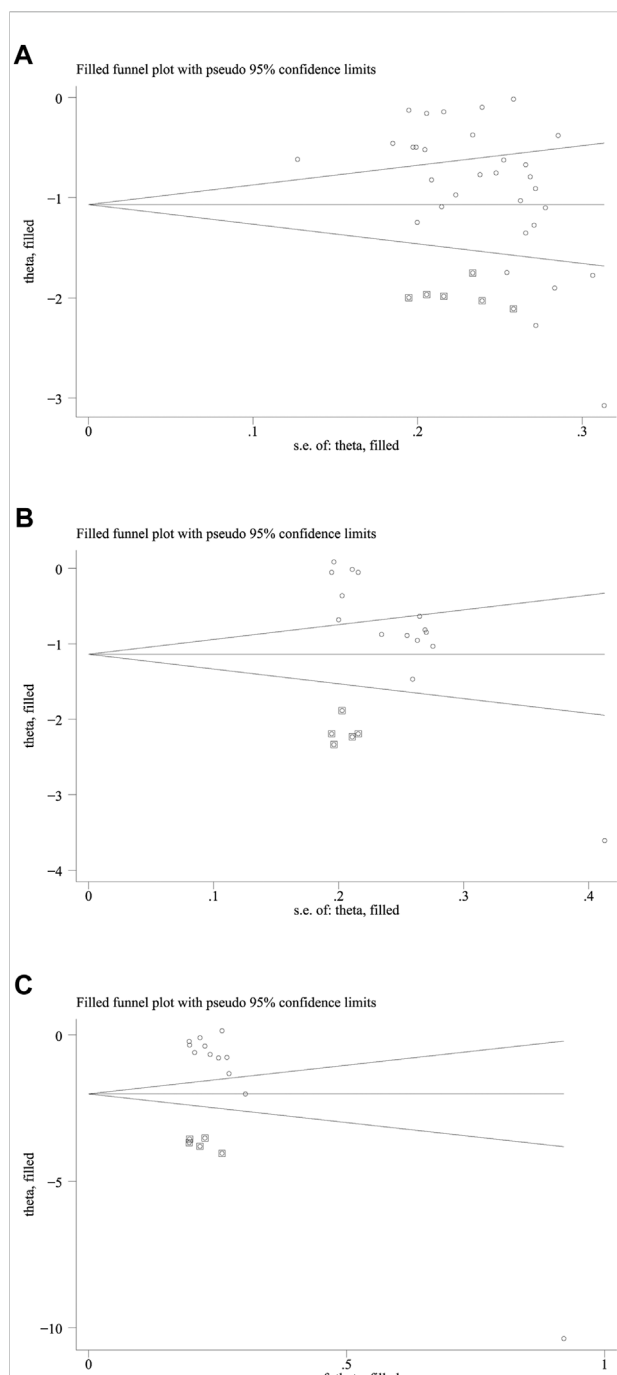 A
Filled funnel plot with pseudo 95% confidence limits
0
−1
−2
−3
theta, filled
0 .1 .2 .3
s.e. of: theta, filled
B
Filled funnel plot with pseudo 95% confidence limits
0
−1
−2
−3
−4
theta, filled
0 .1 .2 .3 .4
s.e. of: theta, filled
C
Filled funnel plot with pseudo 95% confidence limits
0
−5
−10
theta, filled
0 .5 1
theta, filled